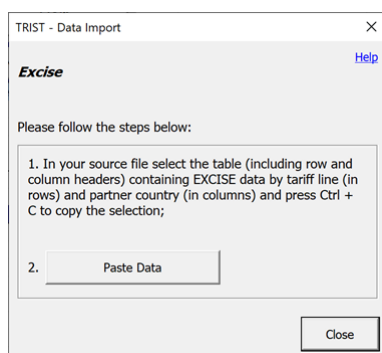 TRIST - Data Import
Help
Excise
Please follow the steps below:
1. In your source file select the table (including row and
column headers) containing EXCISE data by tariff line (in
rows) and partner country (in columns) and press Ctrl +
C to copy the selection;
2. Paste Data
Close